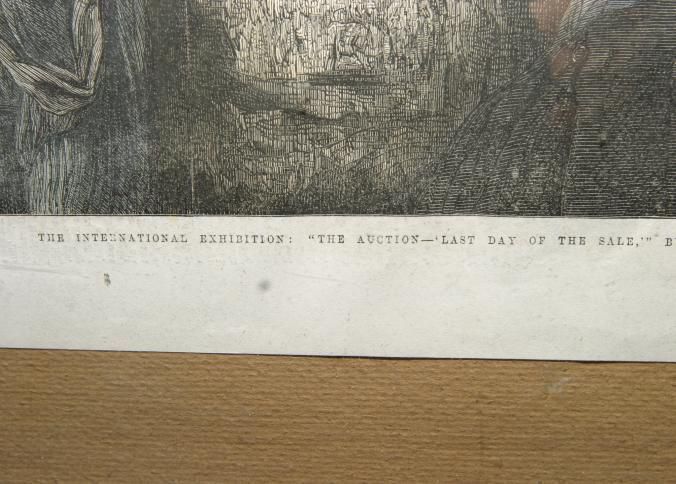 THE INTERNATIONAL EXHIBITION: "THE AUCTION—'LAST DAY OF THE SALE,'" B